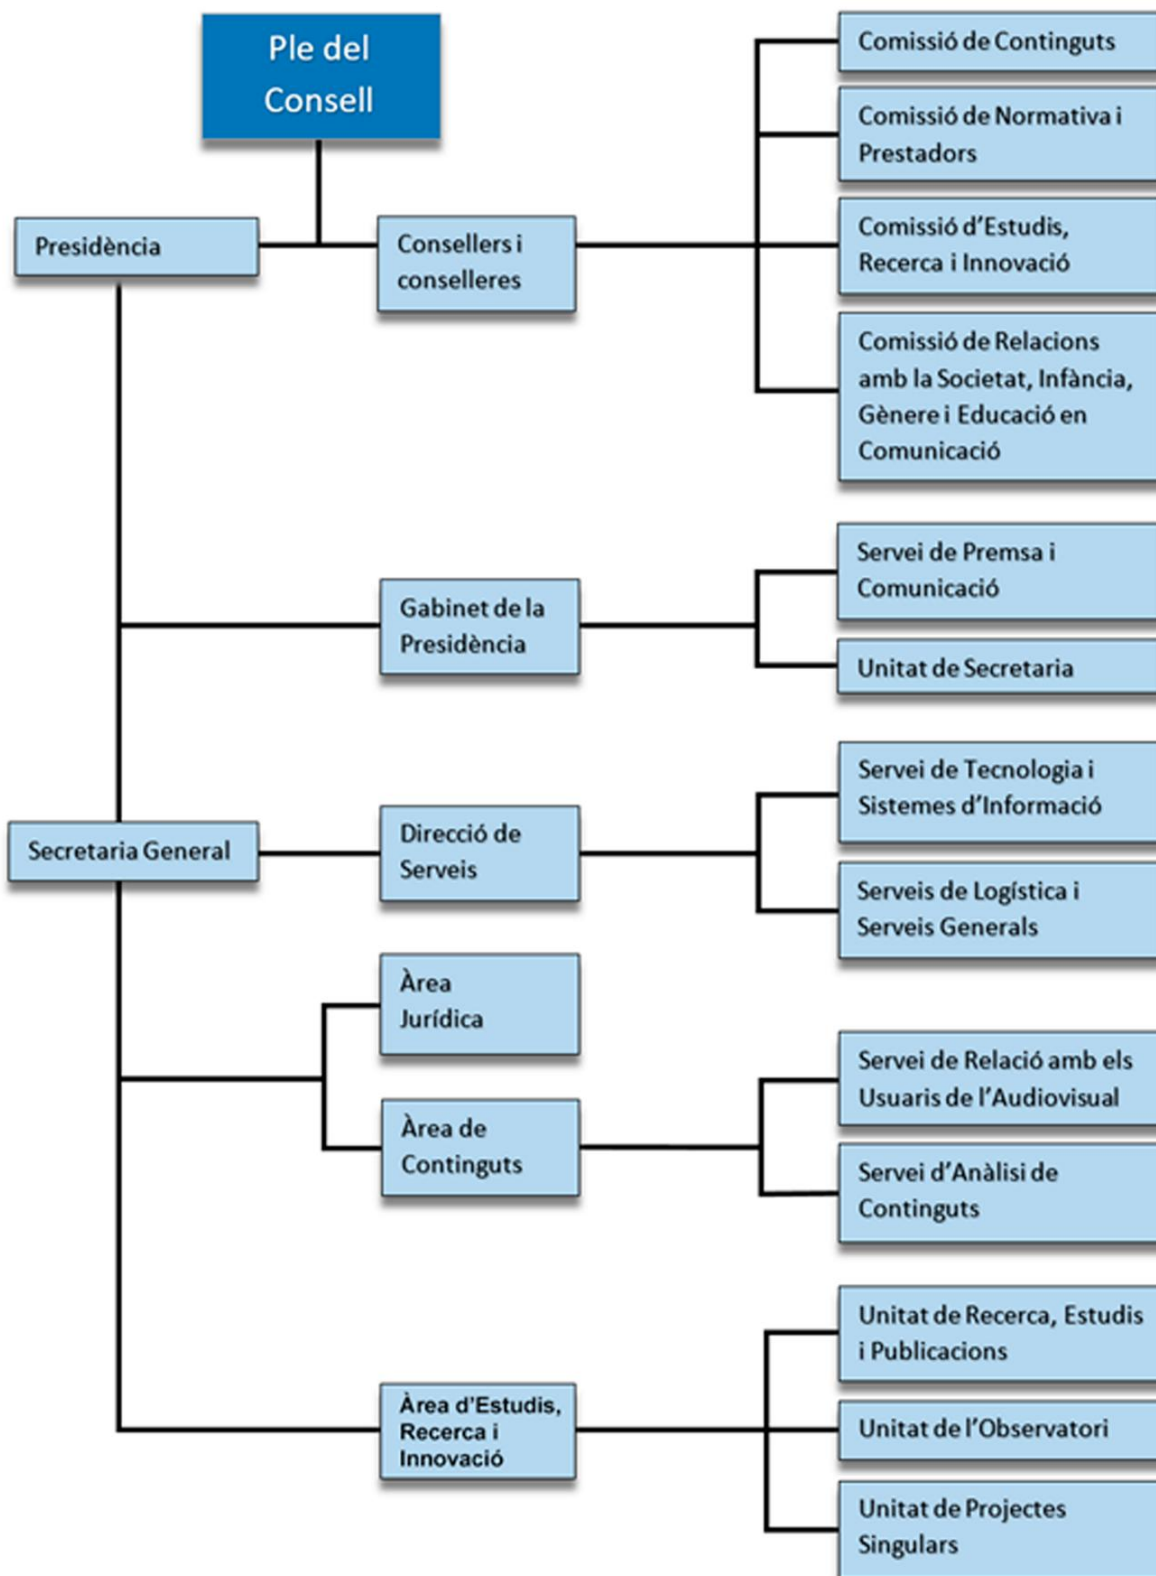 Ple del
Consell
Presidència
Consellers i
conselleres
Comissió de Continguts
Comissió de Normativa i
Prestadors
Comissió d'Estudis,
Recerca i Innovació
Comissió de Relacions
amb la Societat, Infància,
Gènere i Educació en
Comunicació
Gabinet de la
Presidència
Servei de Premsa i
Comunicació
Unitat de Secretaria
Secretaria General
Direcció de
Serveis
Servei de Tecnologia i
Sistemes d'Informació
Serveis de Logística i
Serveis Generals
Àrea
Jurídica
Àrea de
Continguts
Servei de Relació amb els
Usuaris de l'Audiovisual
Servei d'Anàlisi de
Continguts
Àrea d'Estudis,
Recerca i
Innovació
Unitat de Recerca, Estudis
i Publicacions
Unitat de l'Observatori
Unitat de Projectes
Singulars